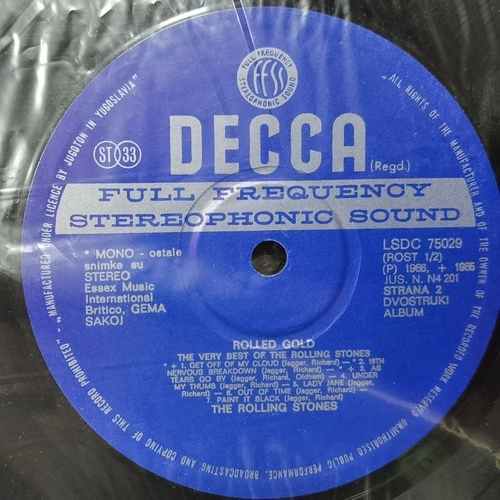 FULL FREQUENCY
ffss
STEREOPHONIC SOUND
DECCA
(Regd.)
ST 33
FULL FREQUENCY
STEREOPHONIC SOUND
* MONO - ostale
snimke su
STEREO
Essex Music
International
Britico, GEMA
SAKOJ
LSDC 75029
(ROST 1/2)
(P) 1966, + 1965
JUS. N. N4 201
STRANA 2
DVOSTRUKI
ALBUM
ROLLED GOLD
THE VERY BEST OF THE ROLLING STONES
* + 1. GET OFF OF MY CLOUD (Jagger, Richard) — * 2. 19TH
NERVOUS BREAKDOWN (Jagger, Richard) — * + 3. AS
TEARS GO BY (Jagger, Richard, Oldham) — 4. UNDER
MY THUMB (Jagger, Richard) — 5. LADY JANE (Jagger,
Richard) — 6. OUT OF TIME (Jagger, Richard) —
7. PAINT IT BLACK (Jagger, Richard)
THE ROLLING STONES
"MANUFACTURED UNDER LICENCE BY JUGOTON IN YUGOSLAVIA"
"ALL RIGHTS OF THE MANUFACTURER AND OF THE OWNER OF THE RECORDED WORK RESERVED
UNAUTHORISED PUBLIC PERFORMANCE, BROADCASTING AND COPYING OF THIS RECORD PROHIBITED"